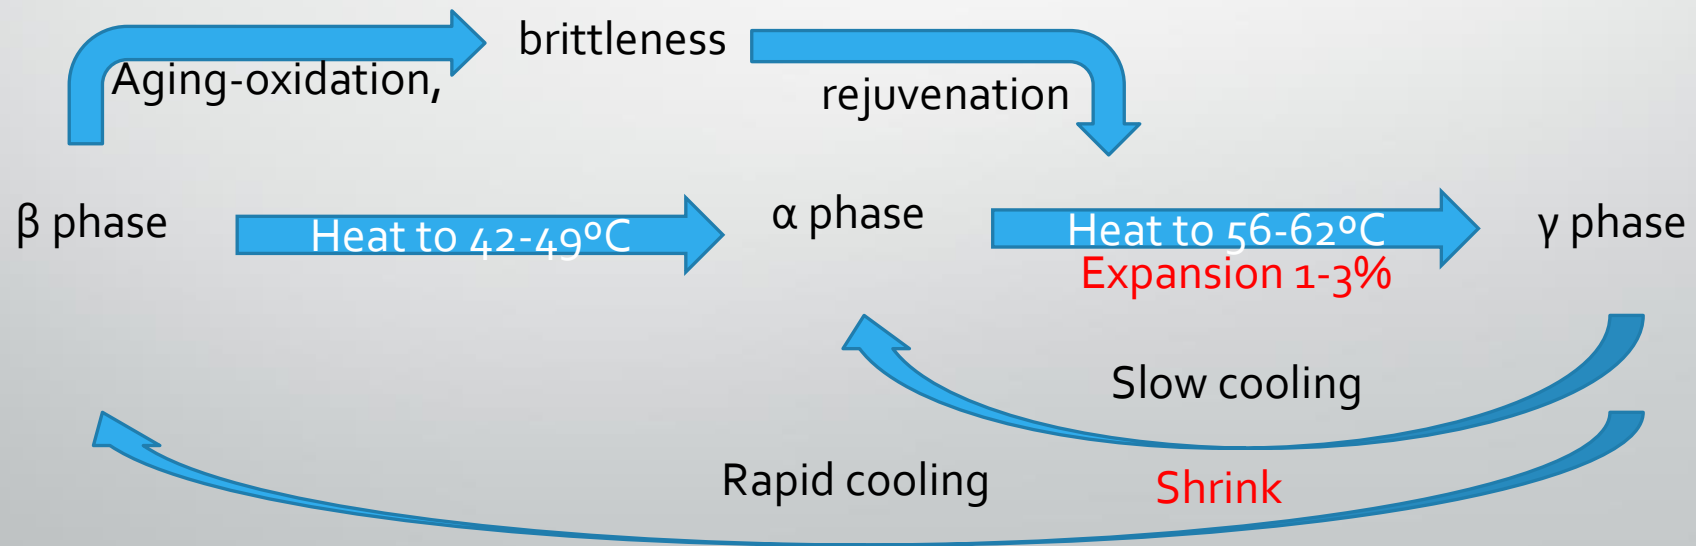 brittleness
Aging-oxidation,
rejuvenation
β phase
Heat to 42-49ºC
α phase
Heat to 56-62ºC
γ phase
Expansion 1-3%
Slow cooling
Rapid cooling
Shrink